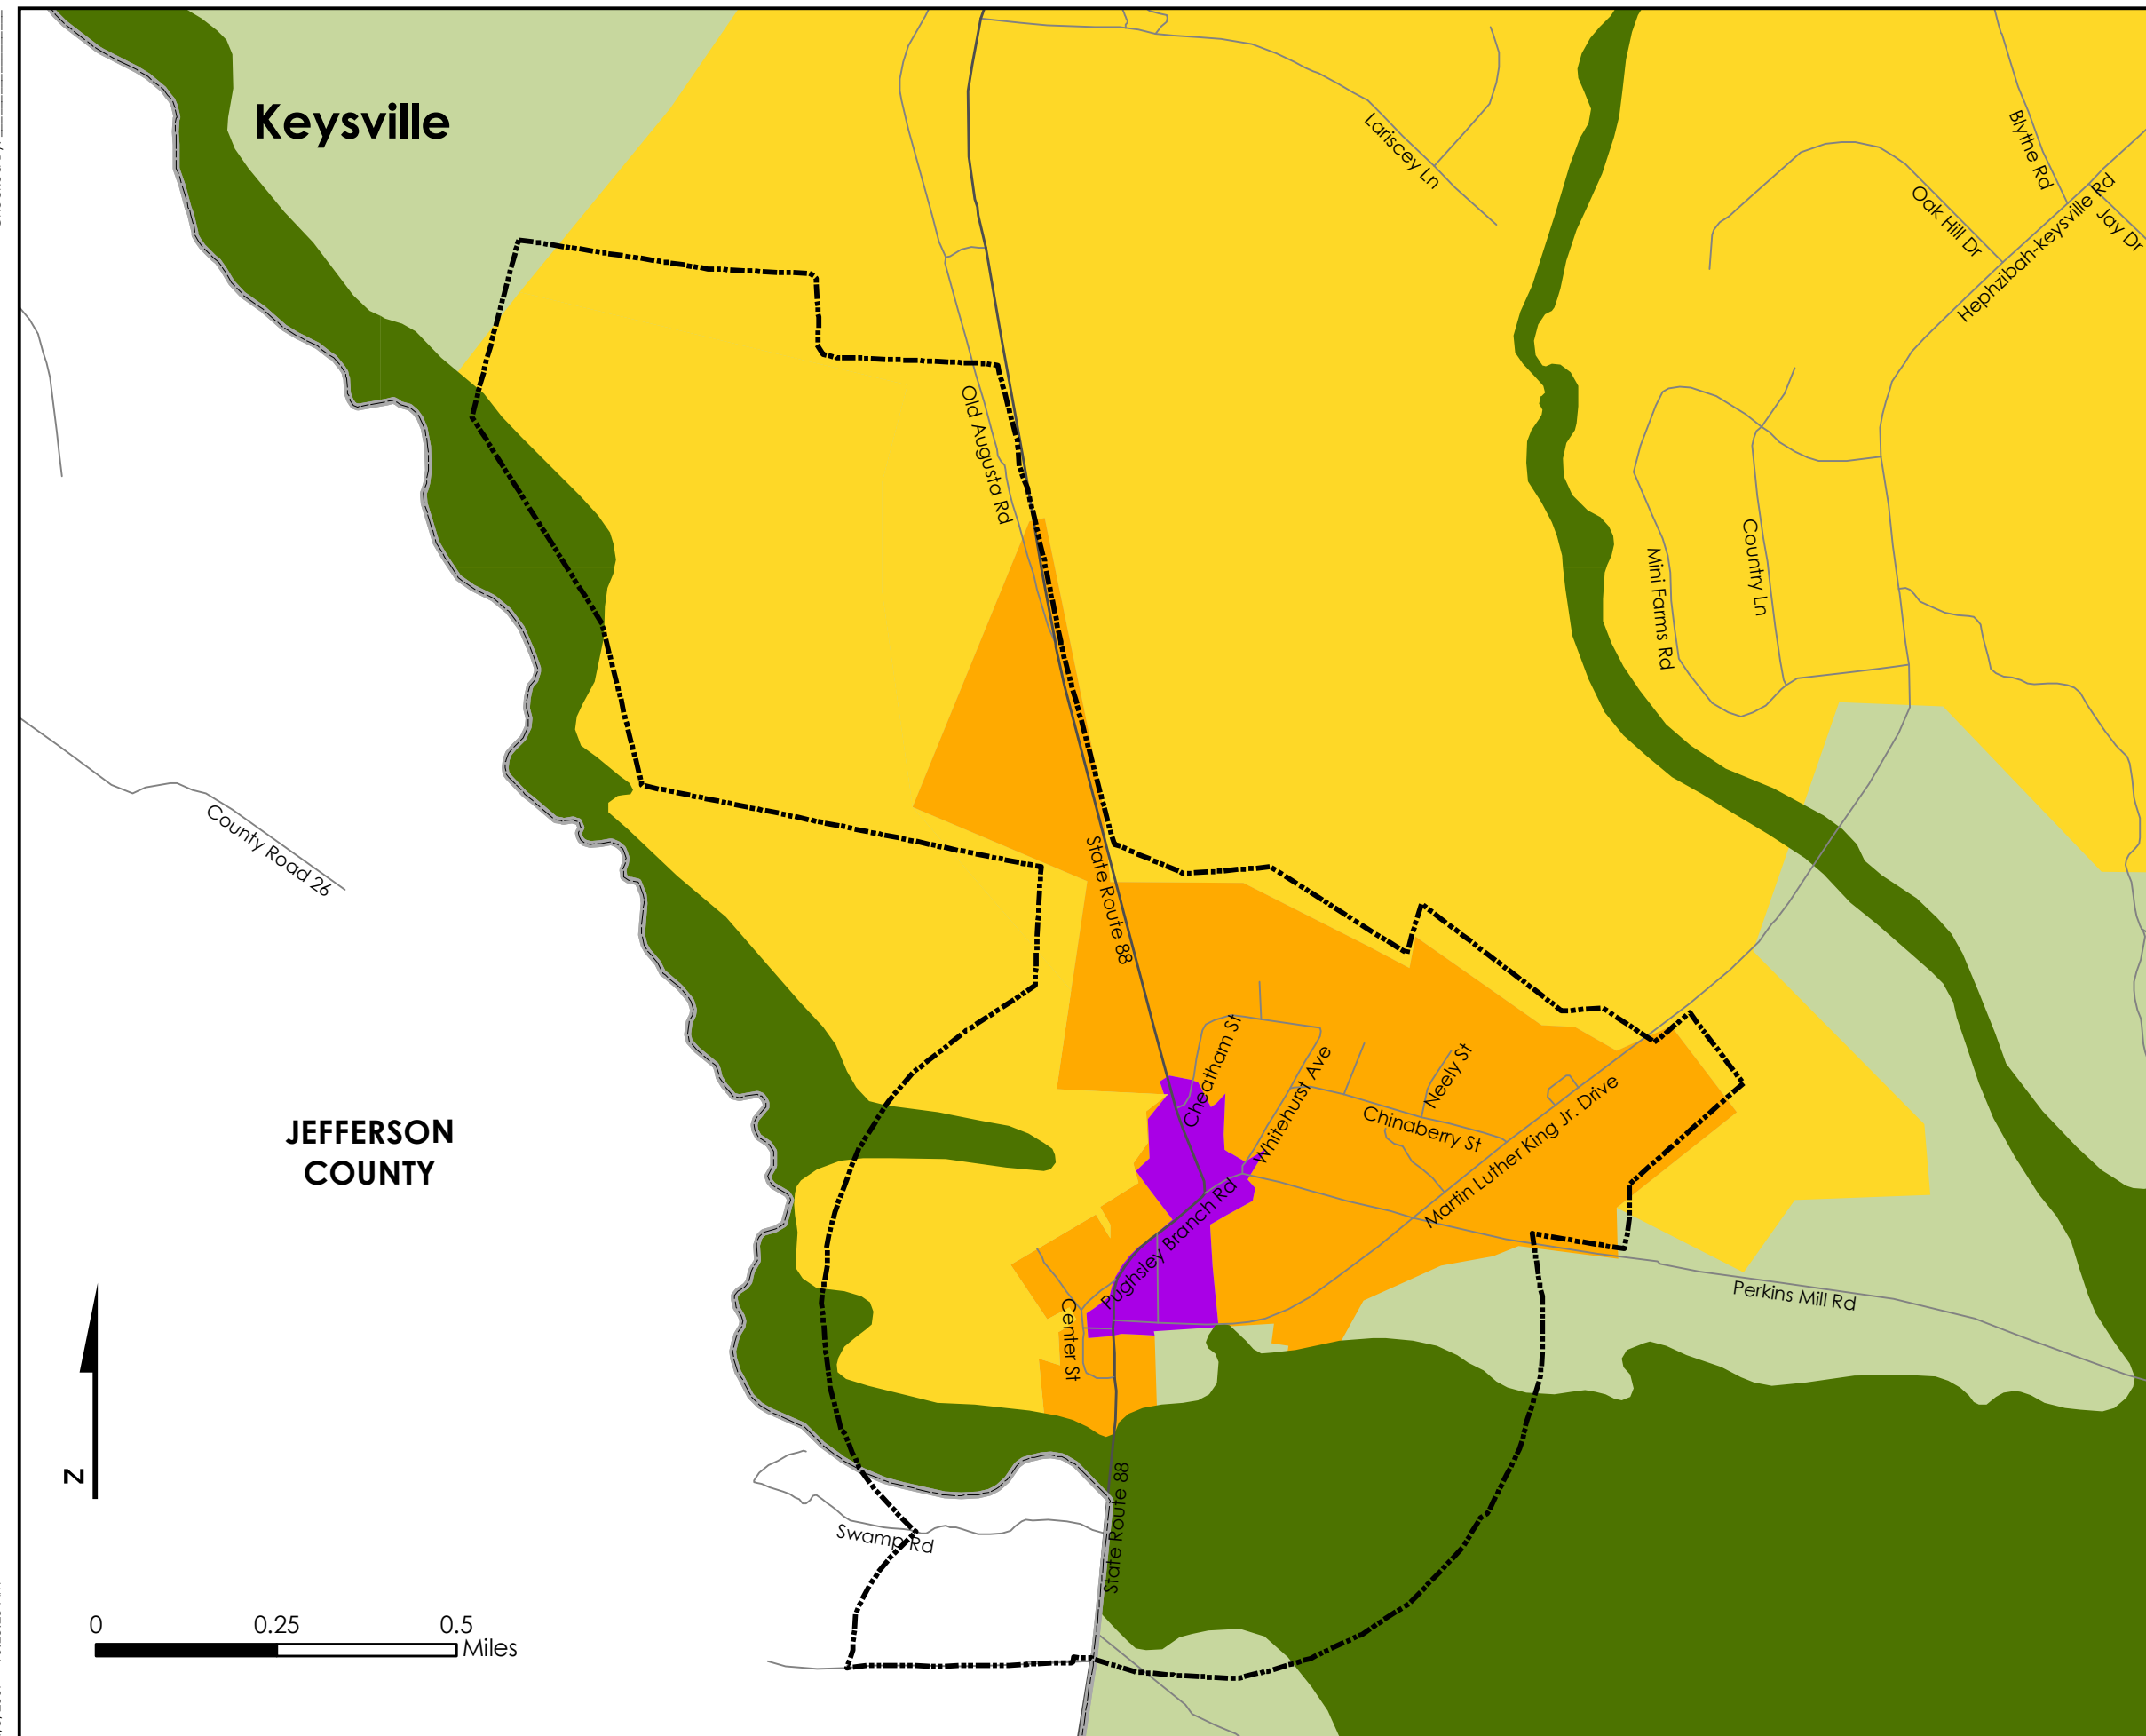 Keysville
Lariscey Ln
Blythe Rd
Oak Hill Dr
Jay Dr
Hephzibah-keysville Rd
Old Augusta Rd
Mini Farms Rd
Country Ln
County Road 26
State Route 88
Cheatham St
Whitehurst Ave
Neely St
Chinaberry St
Martin Luther King Jr. Drive
Pughsley Branch Rd
Center St
Perkins Mill Rd
JEFFERSON
COUNTY
N
Swamp Rd
State Route 88
0 0.25 0.5
Miles